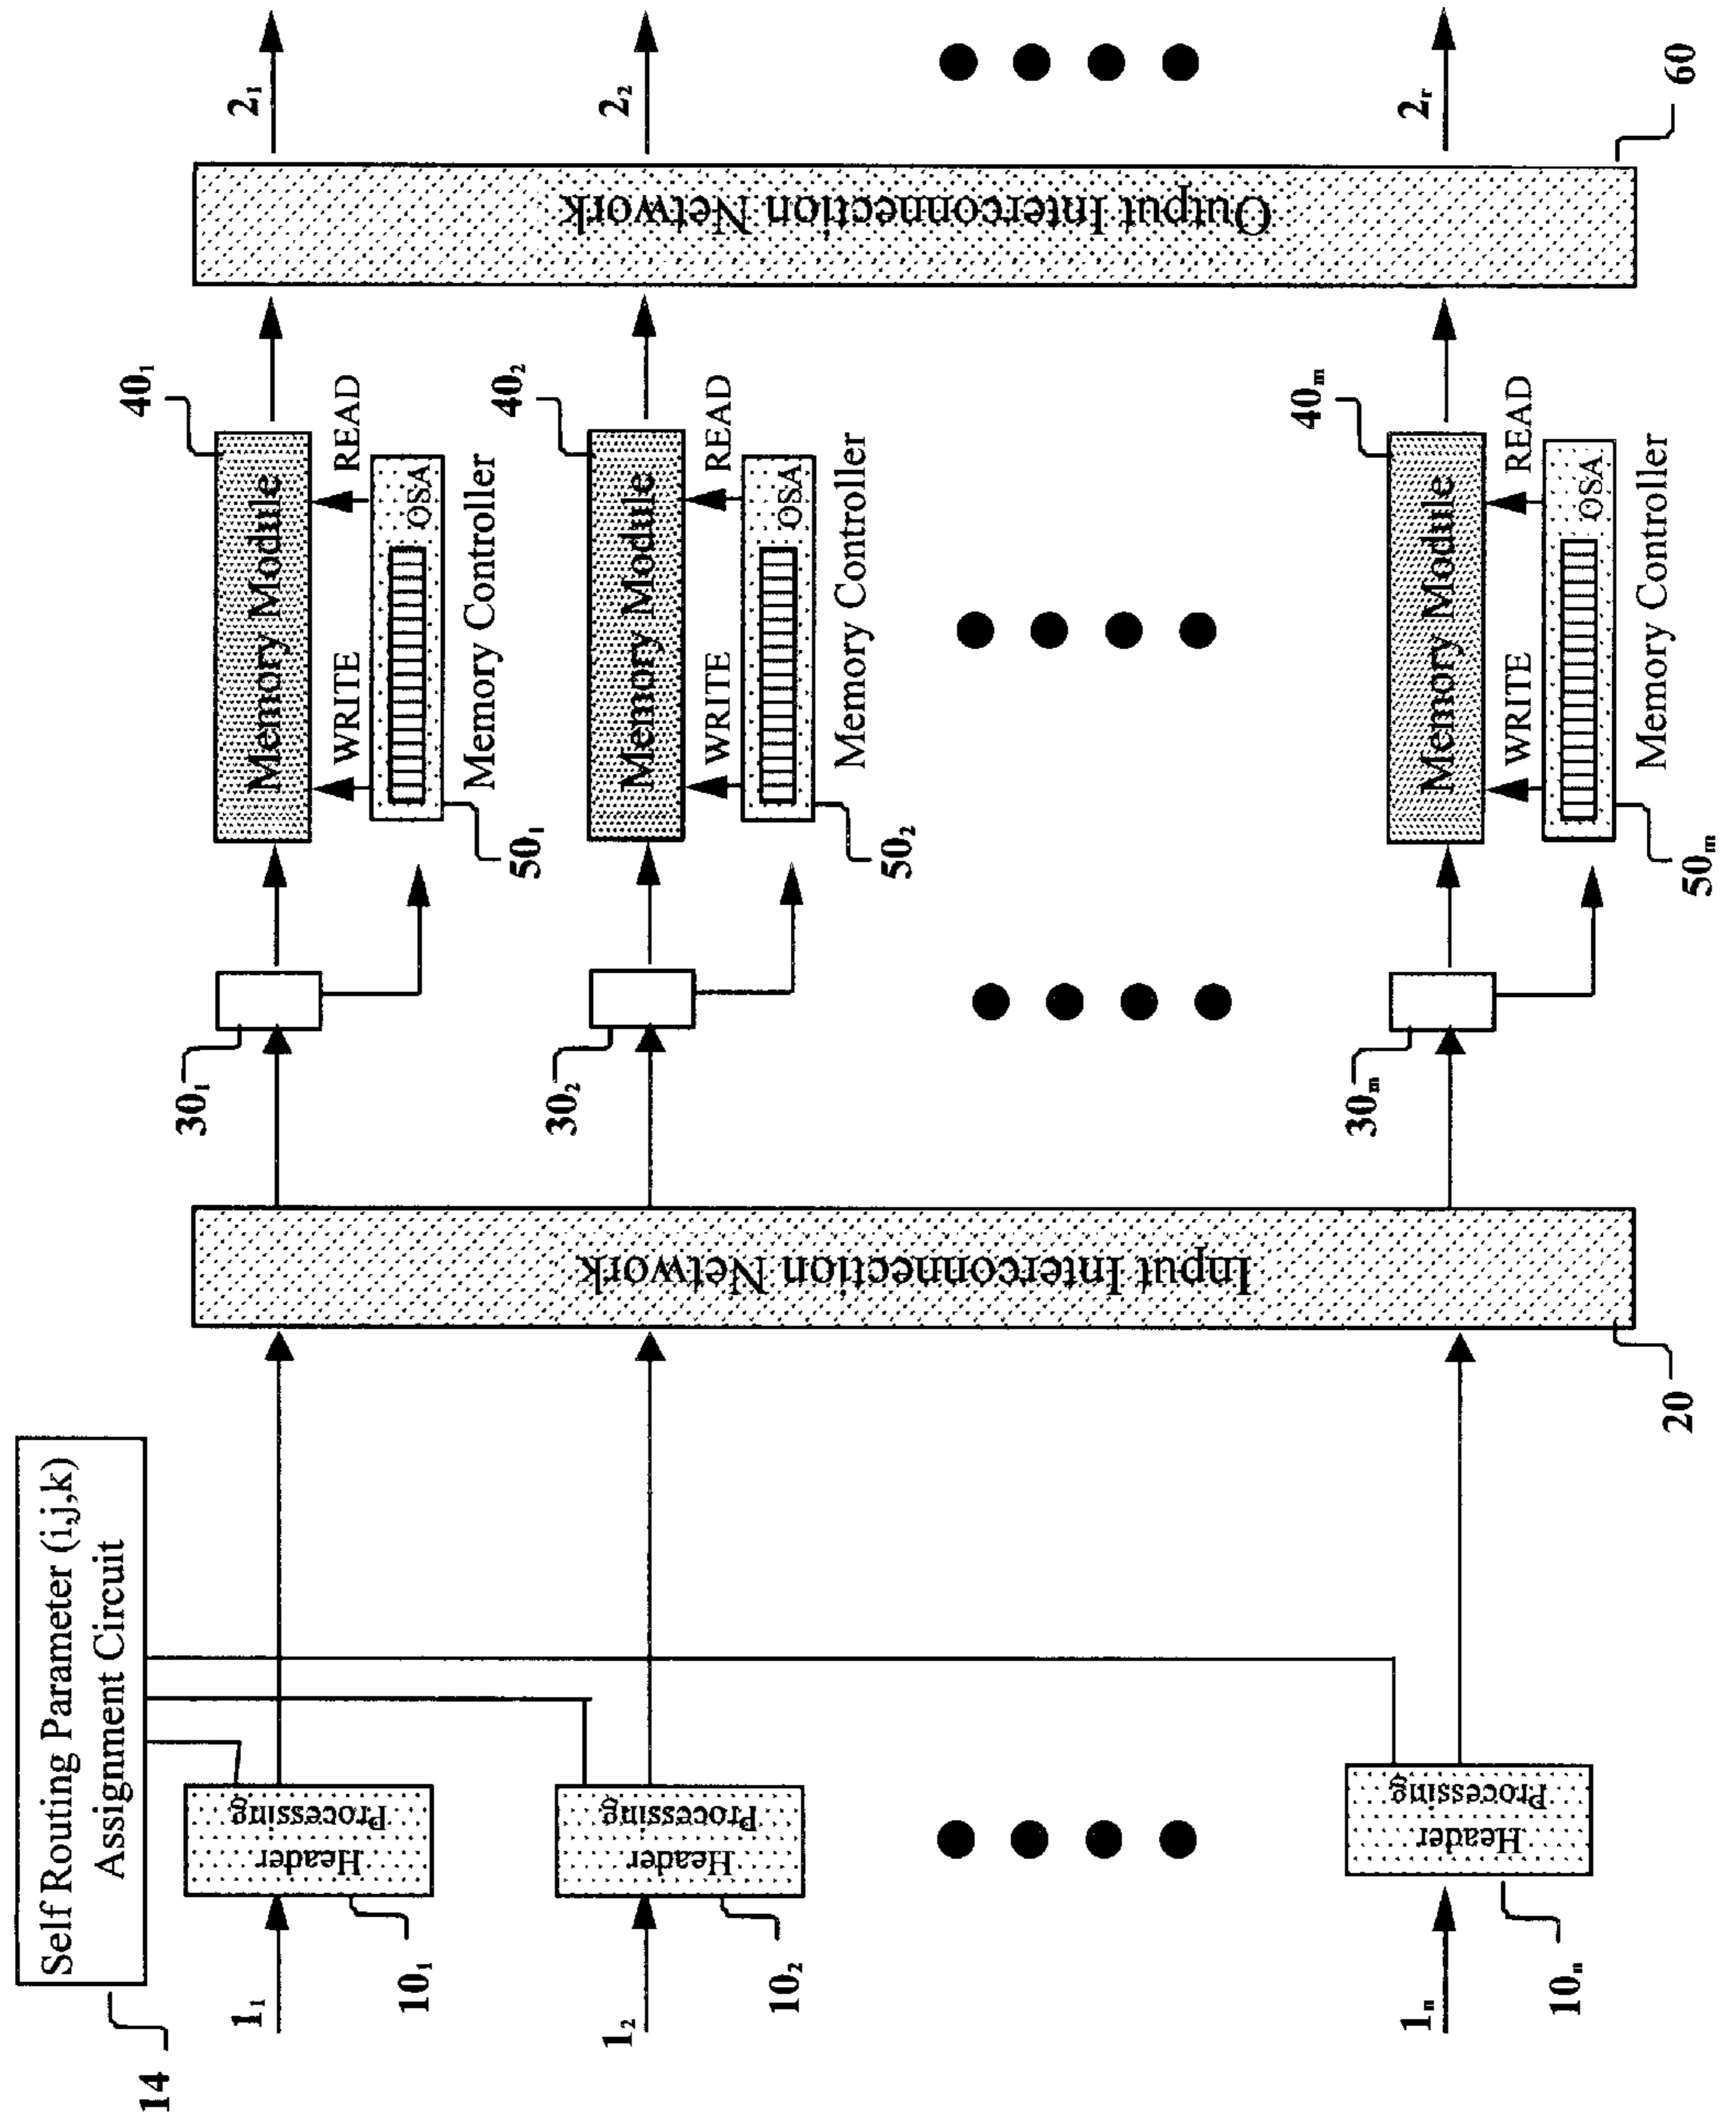 14
Self Routing Parameter (i,j,k)
Assignment Circuit
1₁
10₁
Header
Processing
1₂
10₂
Header
Processing
1ₙ
10ₙ
Header
Processing
Input Interconnection Network
20
30₁
30₂
30ₘ
40₁
Memory Module
WRITE
READ
OSA
Memory Controller
50₁
40₂
Memory Module
WRITE
READ
OSA
Memory Controller
50₂
40ₘ
Memory Module
WRITE
READ
OSA
Memory Controller
50ₘ
Output Interconnection Network
60
2₁
2₂
2ᵣ